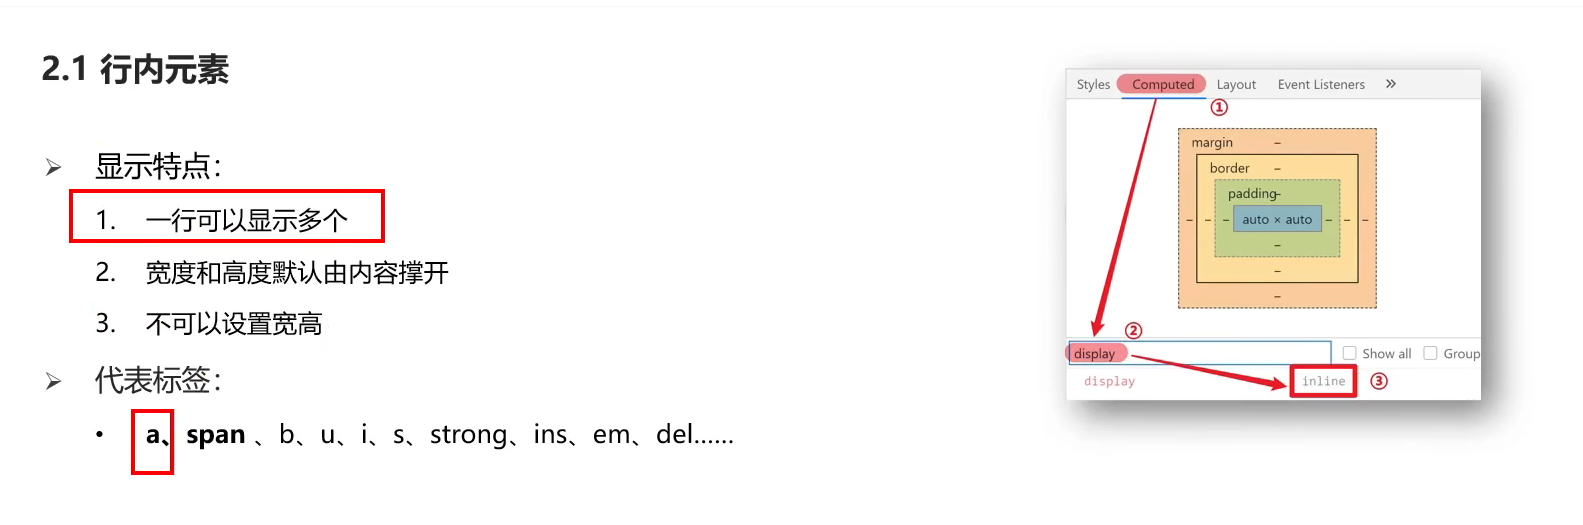 2.1 行内元素
➢ 显示特点：
1. 一行可以显示多个
2. 宽度和高度默认由内容撑开
3. 不可以设置宽高
➢ 代表标签：
• a、span 、b、u、i、s、strong、ins、em、del……
Styles Computed Layout Event Listeners »
①
margin –
border –
padding –
– – – auto × auto – – –
–
–
–
②
display Show all Group
display inline ③